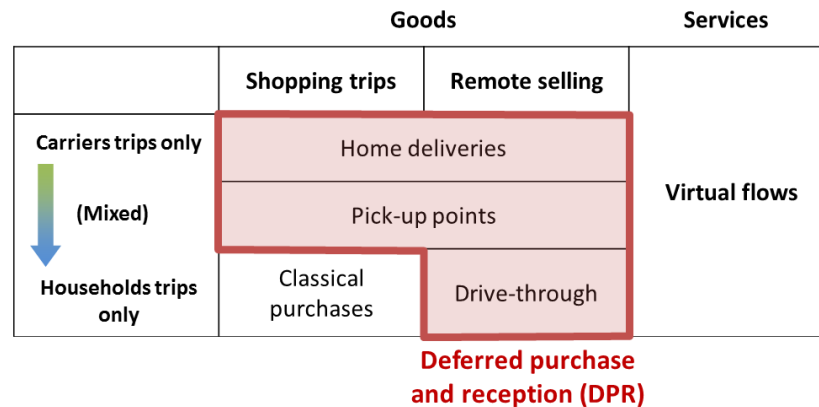 Goods
Services
Shopping trips
Remote selling
Carriers trips only
Home deliveries
(Mixed)
Pick-up points
Virtual flows
Households trips
only
Classical
purchases
Drive-through
Deferred purchase
and reception (DPR)